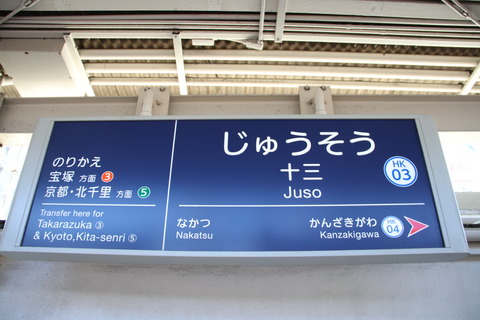 のりかえ
宝塚 方面 3
京都・北千里 方面 5
Transfer here for
Takarazuka ③
& Kyoto,Kita-senri ⑤
じゅうそう
十三
Juso
HK
03
なかつ
Nakatsu
かんざきがわ
Kanzakigawa
HK
04